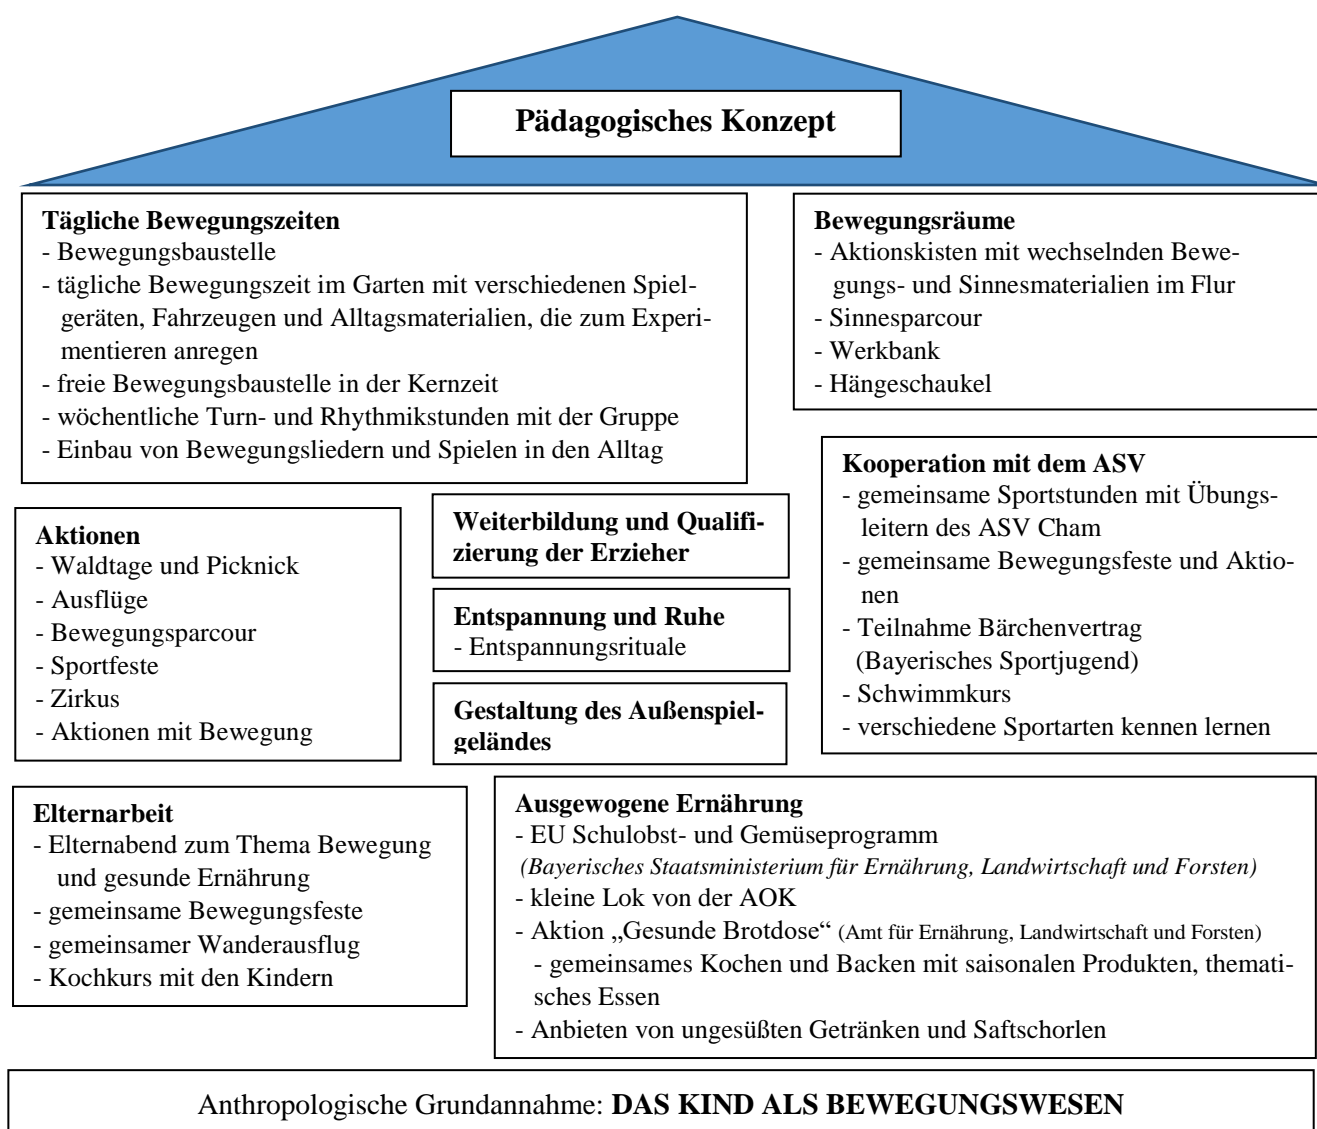 Pädagogisches Konzept
Tägliche Bewegungszeiten
- Bewegungsbaustelle
- tägliche Bewegungszeit im Garten mit verschiedenen Spiel-
geräten, Fahrzeugen und Alltagsmaterialien, die zum Experi-
mentieren anregen
- freie Bewegungsbaustelle in der Kernzeit
- wöchentliche Turn- und Rhythmikstunden mit der Gruppe
- Einbau von Bewegungsliedern und Spielen in den Alltag
Bewegungsräume
- Aktionskisten mit wechselnden Bewe-
gungs- und Sinnesmaterialien im Flur
- Sinnesparcour
- Werkbank
- Hängeschaukel
Aktionen
- Waldtage und Picknick
- Ausflüge
- Bewegungsparcour
- Sportfeste
- Zirkus
- Aktionen mit Bewegung
Weiterbildung und Qualifi-
zierung der Erzieher
Entspannung und Ruhe
- Entspannungsrituale
Gestaltung des Außenspiel-
geländes
Kooperation mit dem ASV
- gemeinsame Sportstunden mit Übungs-
leitern des ASV Cham
- gemeinsame Bewegungsfeste und Aktio-
nen
- Teilnahme Bärchenvertrag
(Bayerisches Sportjugend)
- Schwimmkurs
- verschiedene Sportarten kennen lernen
Elternarbeit
- Elternabend zum Thema Bewegung
und gesunde Ernährung
- gemeinsame Bewegungsfeste
- gemeinsamer Wanderausflug
- Kochkurs mit den Kindern
Ausgewogene Ernährung
- EU Schulobst- und Gemüseprogramm
(Bayerisches Staatsministerium für Ernährung, Landwirtschaft und Forsten)
- kleine Lok von der AOK
- Aktion „Gesunde Brotdose“ (Amt für Ernährung, Landwirtschaft und Forsten)
- gemeinsames Kochen und Backen mit saisonalen Produkten, themati-
sches Essen
- Anbieten von ungesüßten Getränken und Saftschorlen
Anthropologische Grundannahme: DAS KIND ALS BEWEGUNGSWESEN